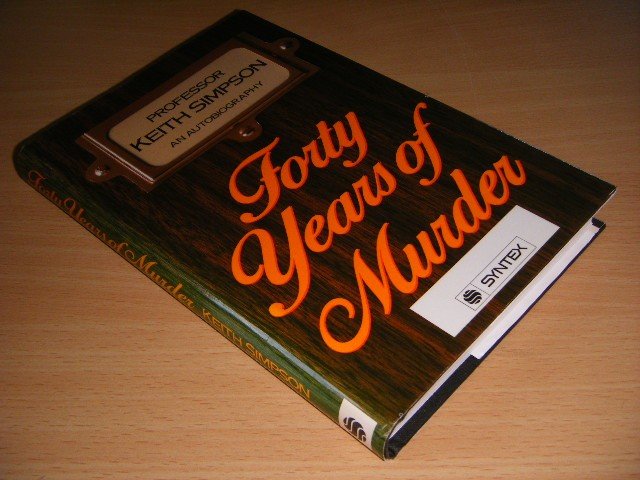 PROFESSOR
KEITH SIMPSON
AN AUTOBIOGRAPHY
Forty
Years of
Murder
SYNTEX
Forty Years of Murder KEITH SIMPSON